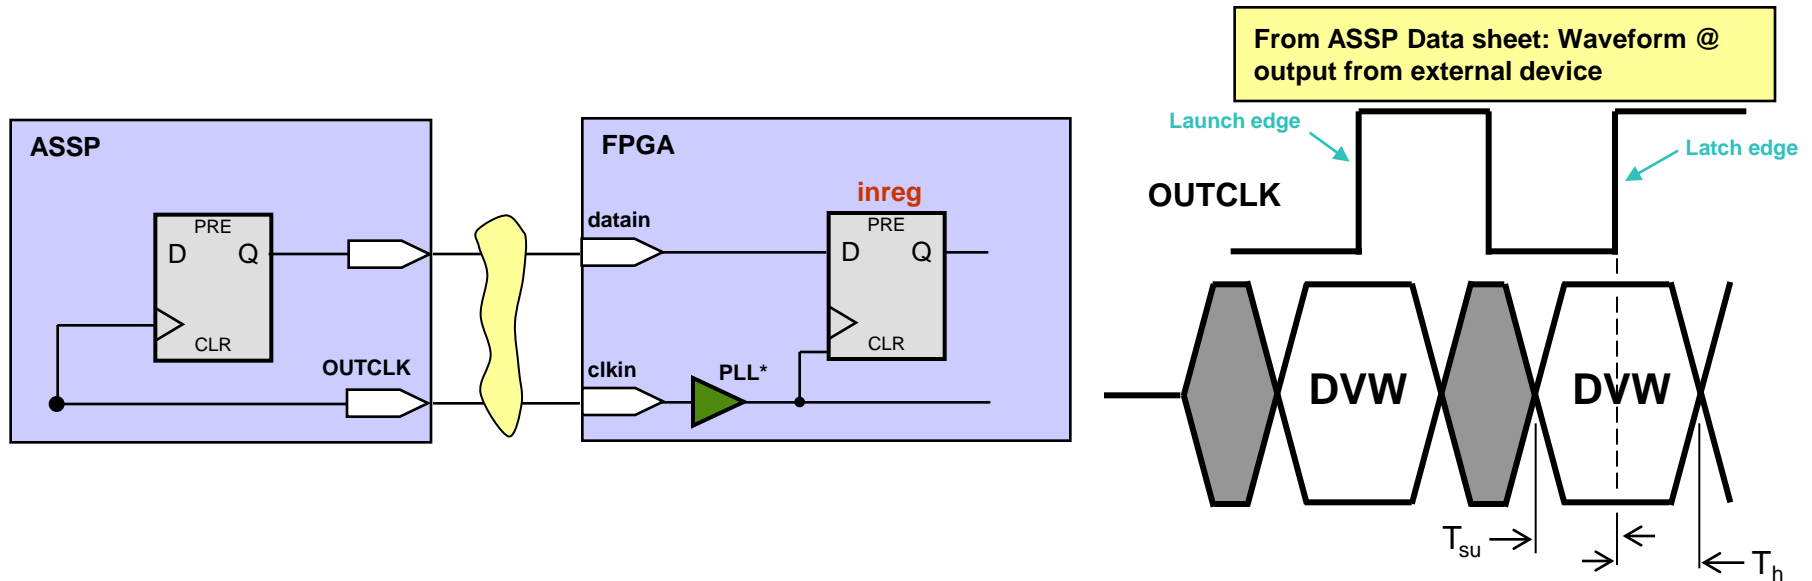 From ASSP Data sheet: Waveform @
output from external device
Launch edge
Latch edge
OUTCLK
ASSP
PRE
D Q
CLR
OUTCLK
FPGA
inreg
datain
PRE
D Q
CLR
clkin
PLL*
DVW
DVW
Tsu
Th